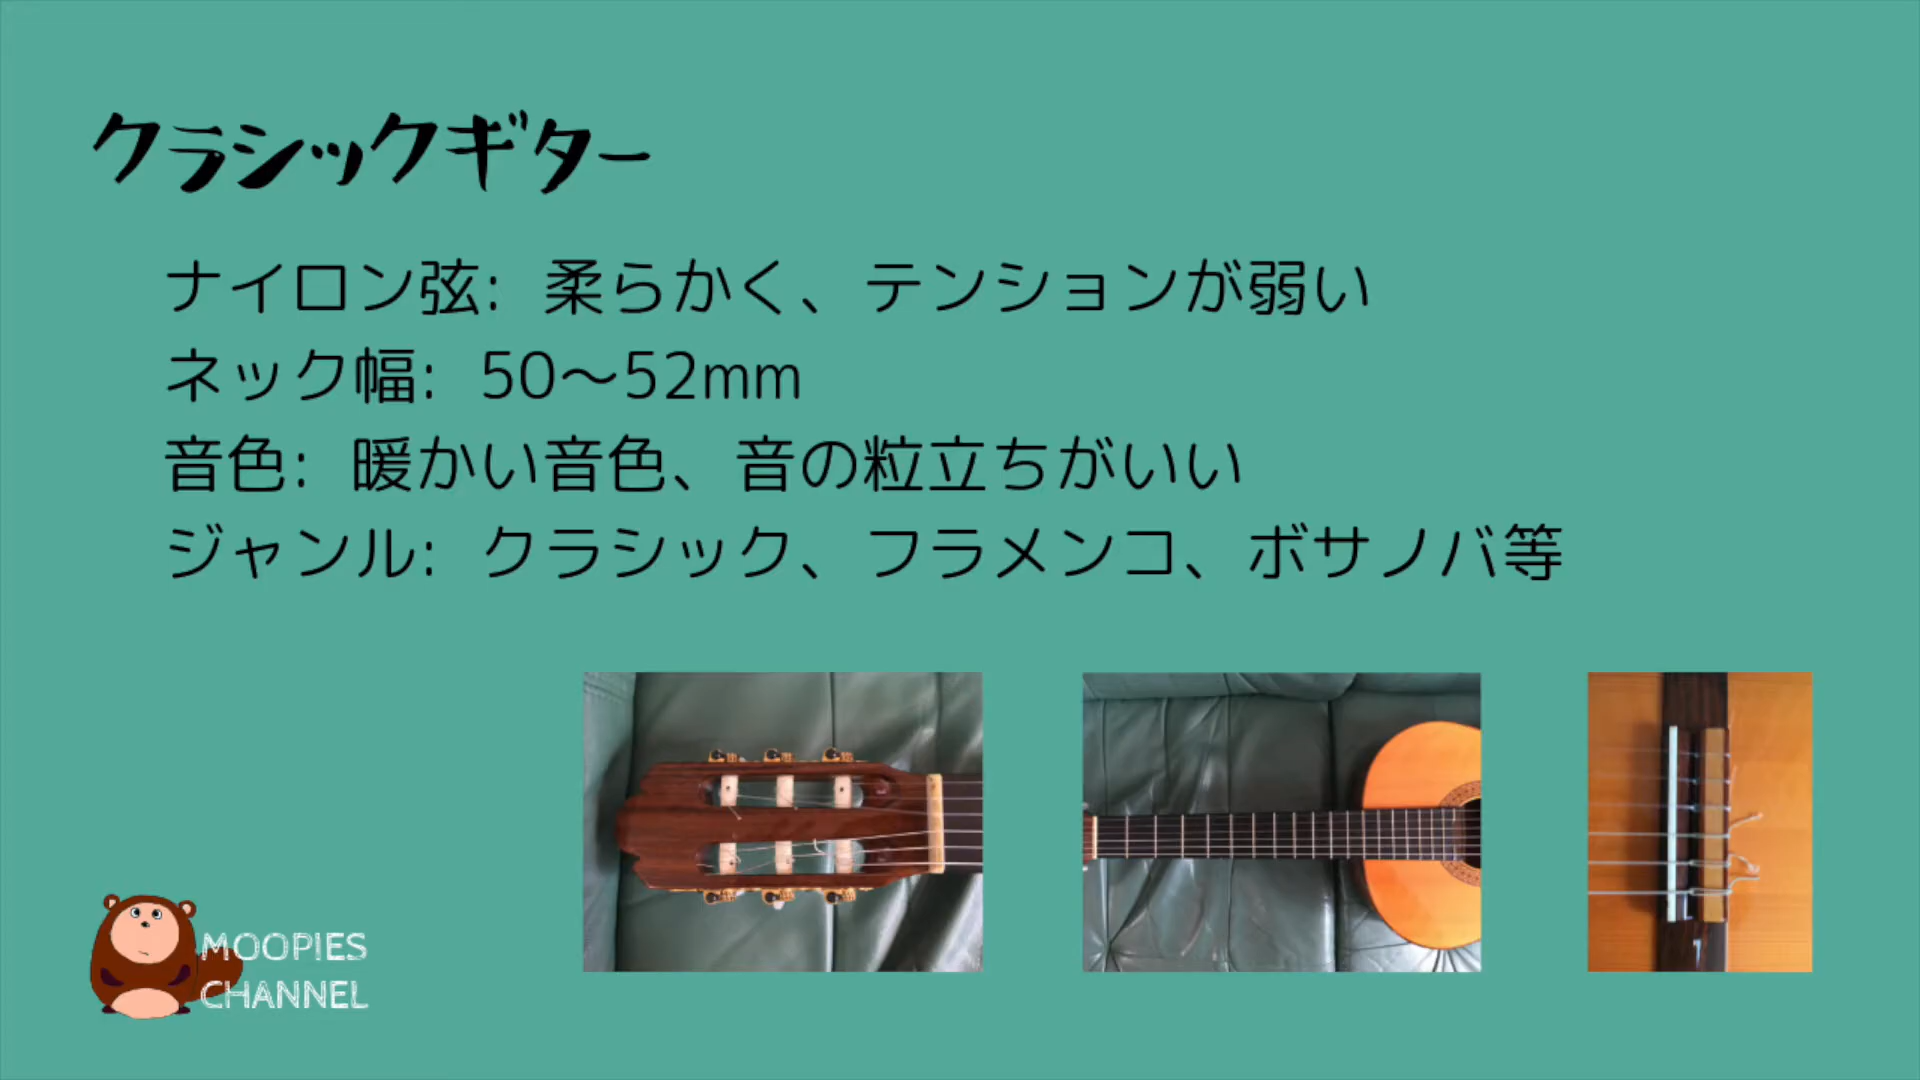 クラシックギター
ナイロン弦: 柔らかく、テンションが弱い
ネック幅: 50〜52mm
音色: 暖かい音色、音の粒立ちがいい
ジャンル: クラシック、フラメンコ、ボサノバ等
MOOPIES
CHANNEL